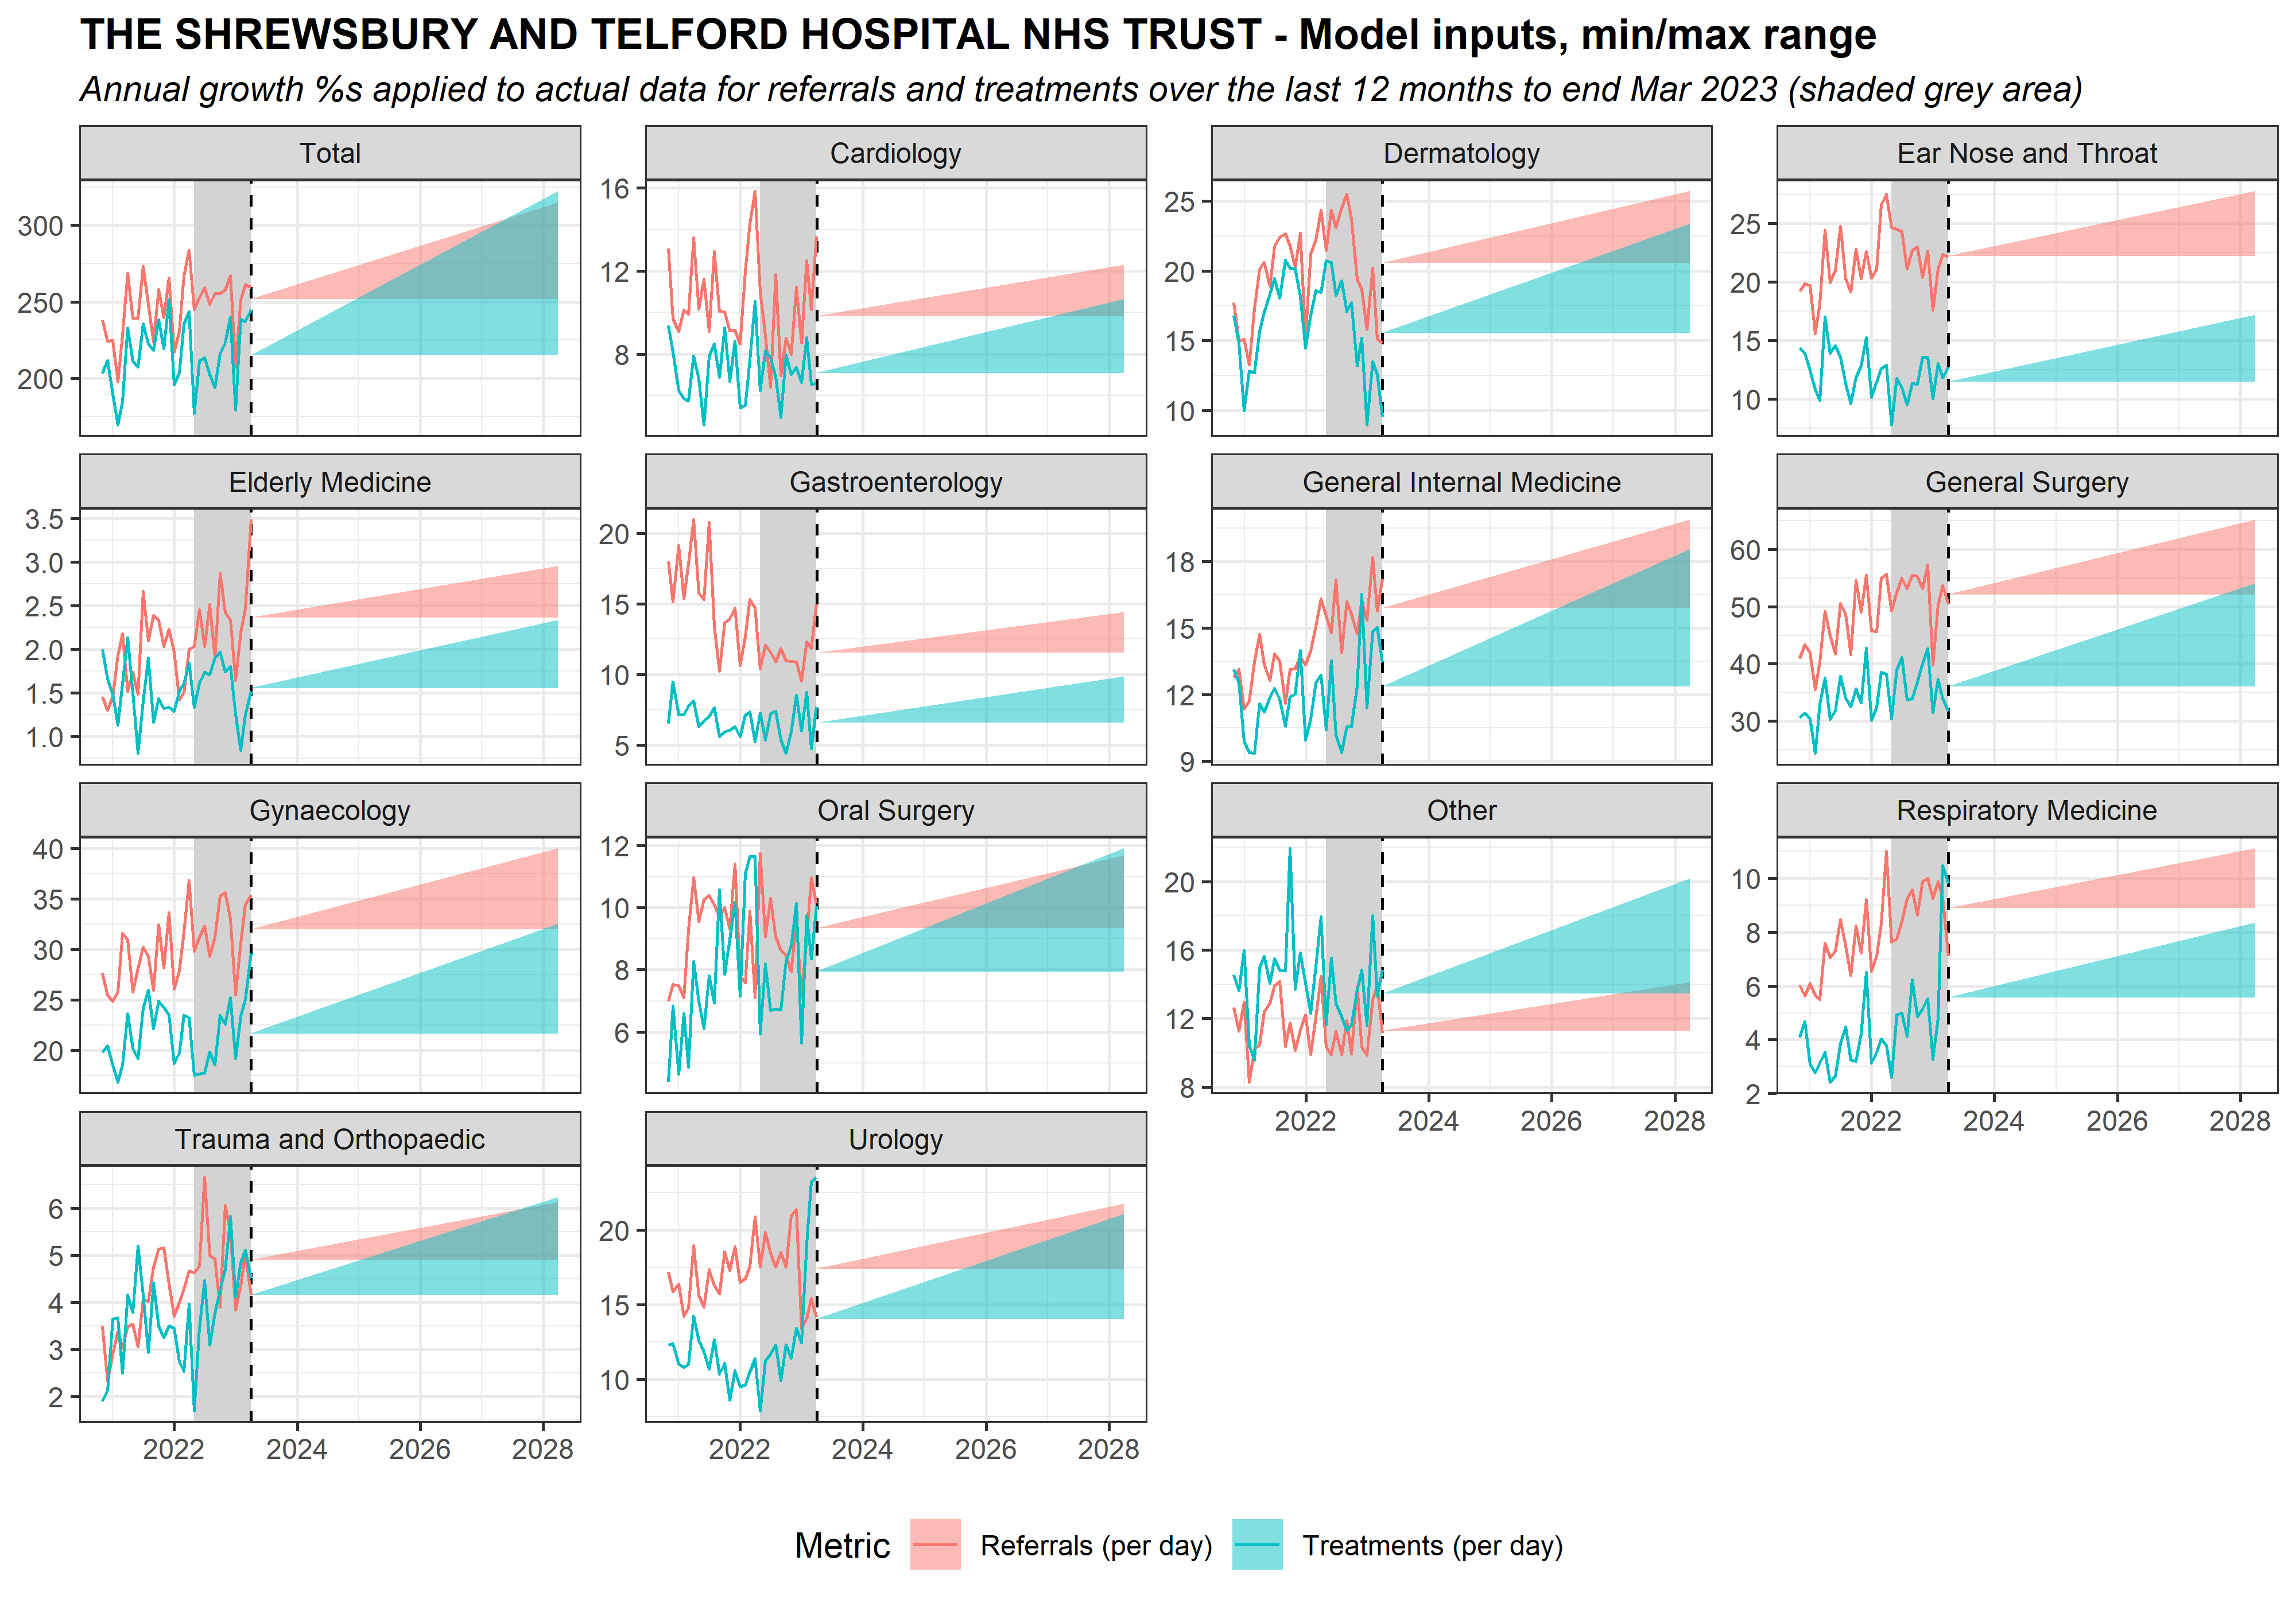 THE SHREWSBURY AND TELFORD HOSPITAL NHS TRUST - Model inputs, min/max range
Annual growth %s applied to actual data for referrals and treatments over the last 12 months to end Mar 2023 (shaded grey area)
Total
Cardiology
Dermatology
Ear Nose and Throat
300
250
200
16
12
8
25
20
15
10
25
20
15
10
Elderly Medicine
Gastroenterology
General Internal Medicine
General Surgery
3.5
3.0
2.5
2.0
1.5
1.0
20
15
10
5
18
15
12
9
60
50
40
30
Gynaecology
Oral Surgery
Other
Respiratory Medicine
40
35
30
25
20
12
10
8
6
20
16
12
8
10
8
6
4
2
2022 2024 2026 2028
2022 2024 2026 2028
Trauma and Orthopaedic
Urology
6
5
4
3
2
20
15
10
2022 2024 2026 2028
2022 2024 2026 2028
Metric Referrals (per day) Treatments (per day)